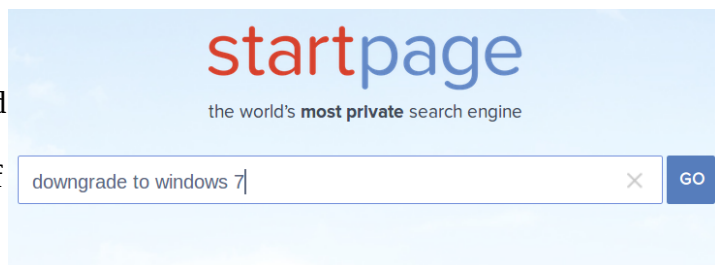 startpage
the world's most private search engine
d
downgrade to windows 7
f
GO